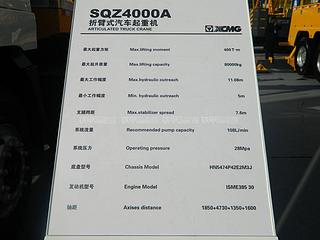 SQZ4000A
折臂式汽车起重机
ARTICULATED TRUCK CRANE
XCMG
最大起重力矩 Max.lifting moment 400 T·m
最大起升质量 Max.lifting capacity 80000kg
最大工作幅度 Max.hydraulic outreach 11.08m
最小工作幅度 Min. hydraulic outreach 5m
支腿跨距 Max.stabilizer spread 7.6m
系统流量 Recommended pump capacity 108L/min
系统压力 Operating pressure 28Mpa
底盘型号 Chassis Model HN5474P42E2M3J
发动机型号 Engine Model ISME385 30
轴距 Axises distance 1850+4730+1350+1600